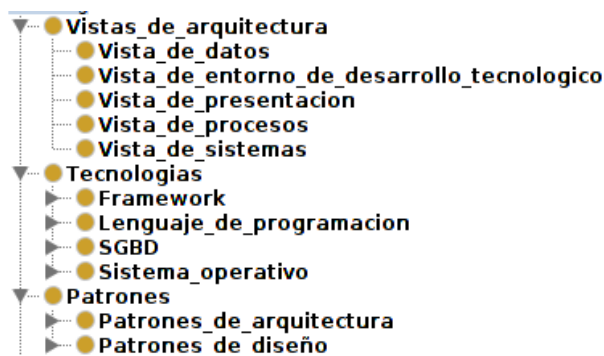 Vistas_de_arquitectura
Vista_de_datos
Vista_de_entorno_de_desarrollo_tecnologico
Vista_de_presentacion
Vista_de_procesos
Vista_de_sistemas
Tecnologias
Framework
Lenguaje_de_programacion
SGBD
Sistema_operativo
Patrones
Patrones_de_arquitectura
Patrones_de_diseño